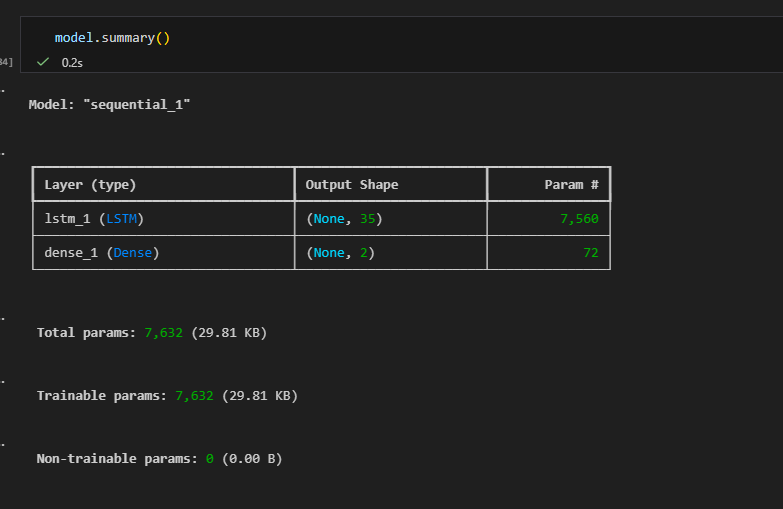 model.summary()
34]
0.2s
Model: "sequential_1"
Layer (type) Output Shape Param #
lstm_1 (LSTM) (None, 35) 7,560
dense_1 (Dense) (None, 2) 72
Total params: 7,632 (29.81 KB)
Trainable params: 7,632 (29.81 KB)
Non-trainable params: 0 (0.00 B)